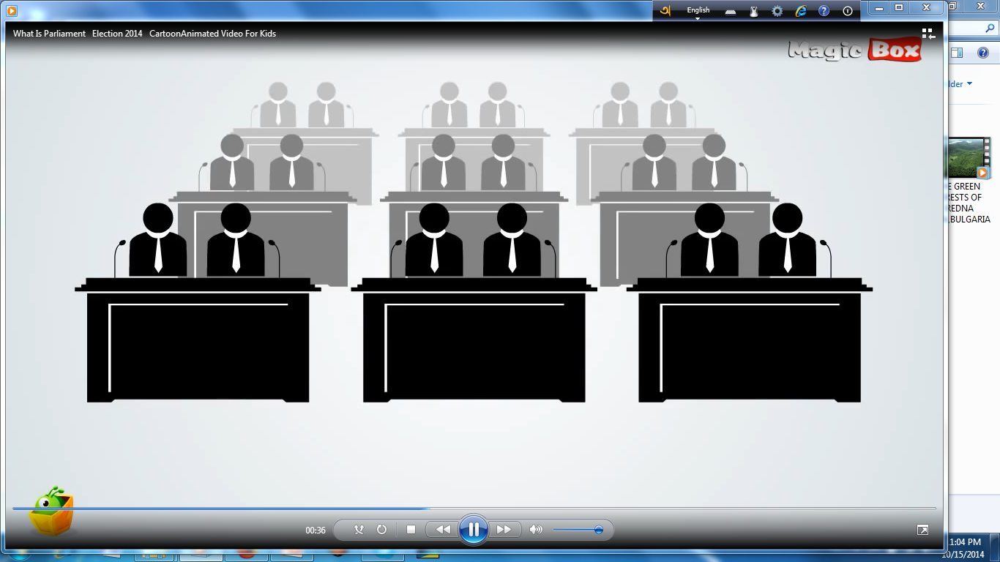 English
What Is Parliament Election 2014 CartoonAnimated Video For Kids
Magic Box
lder
E GREEN
RESTS OF
REDNA
,BULGARIA
00:36
11:04 PM
10/15/2014